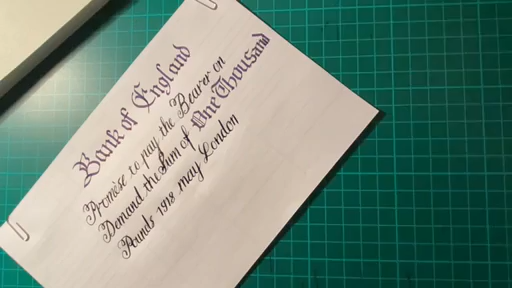 Bank of England
Promise to pay the Bearer on
Demand the Sum of One Thousand
Pounds 1918 may London